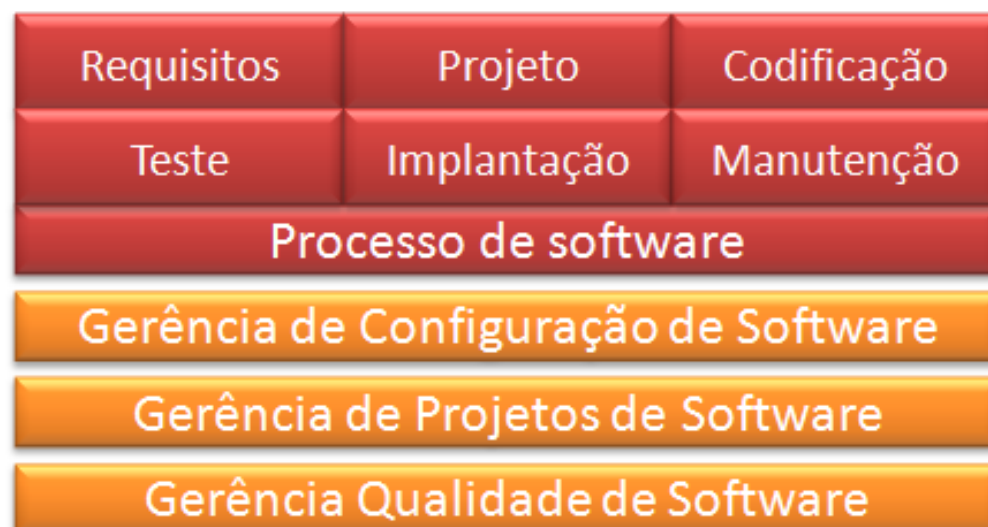 Requisitos Projeto Codificação
Teste Implantação Manutenção
Processo de software
Gerência de Configuração de Software
Gerência de Projetos de Software
Gerência Qualidade de Software